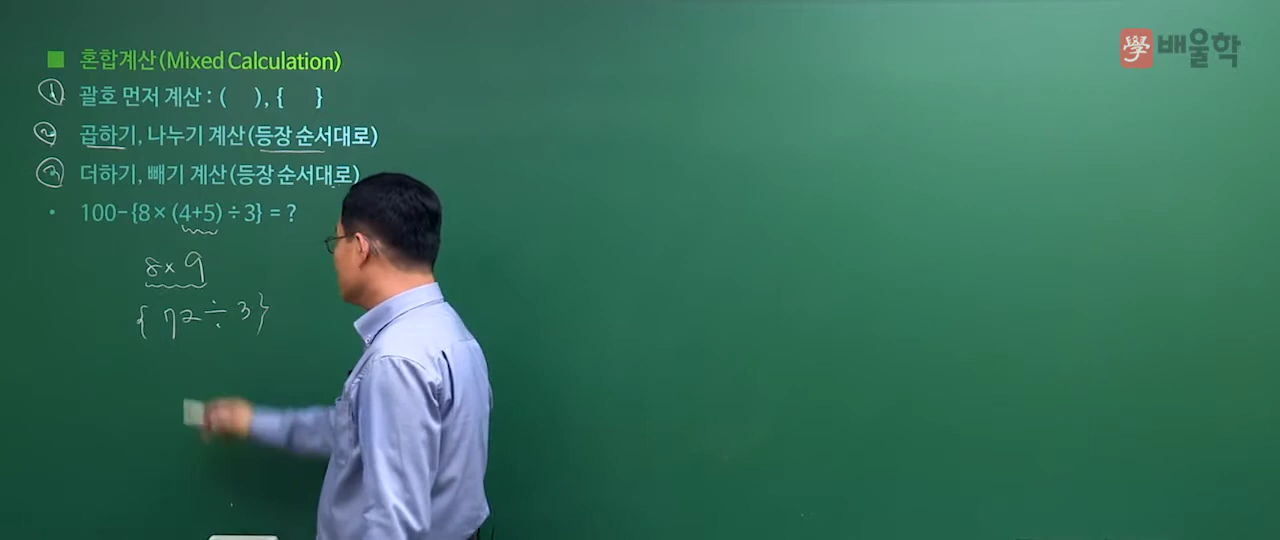 學 배울학
■ 혼합계산(Mixed Calculation)
① 괄호 먼저 계산 : (    ), {    }
② 곱하기, 나누기 계산(등장 순서대로)
③ 더하기, 빼기 계산(등장 순서대로)
• 100-{8 × (4+5) ÷ 3} = ?
8 × 9
{ 72 ÷ 3 }